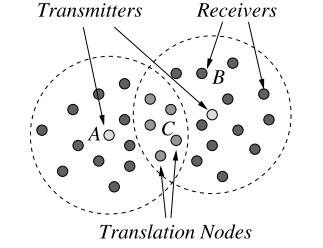 Transmitters Receivers
B
A C
Translation Nodes